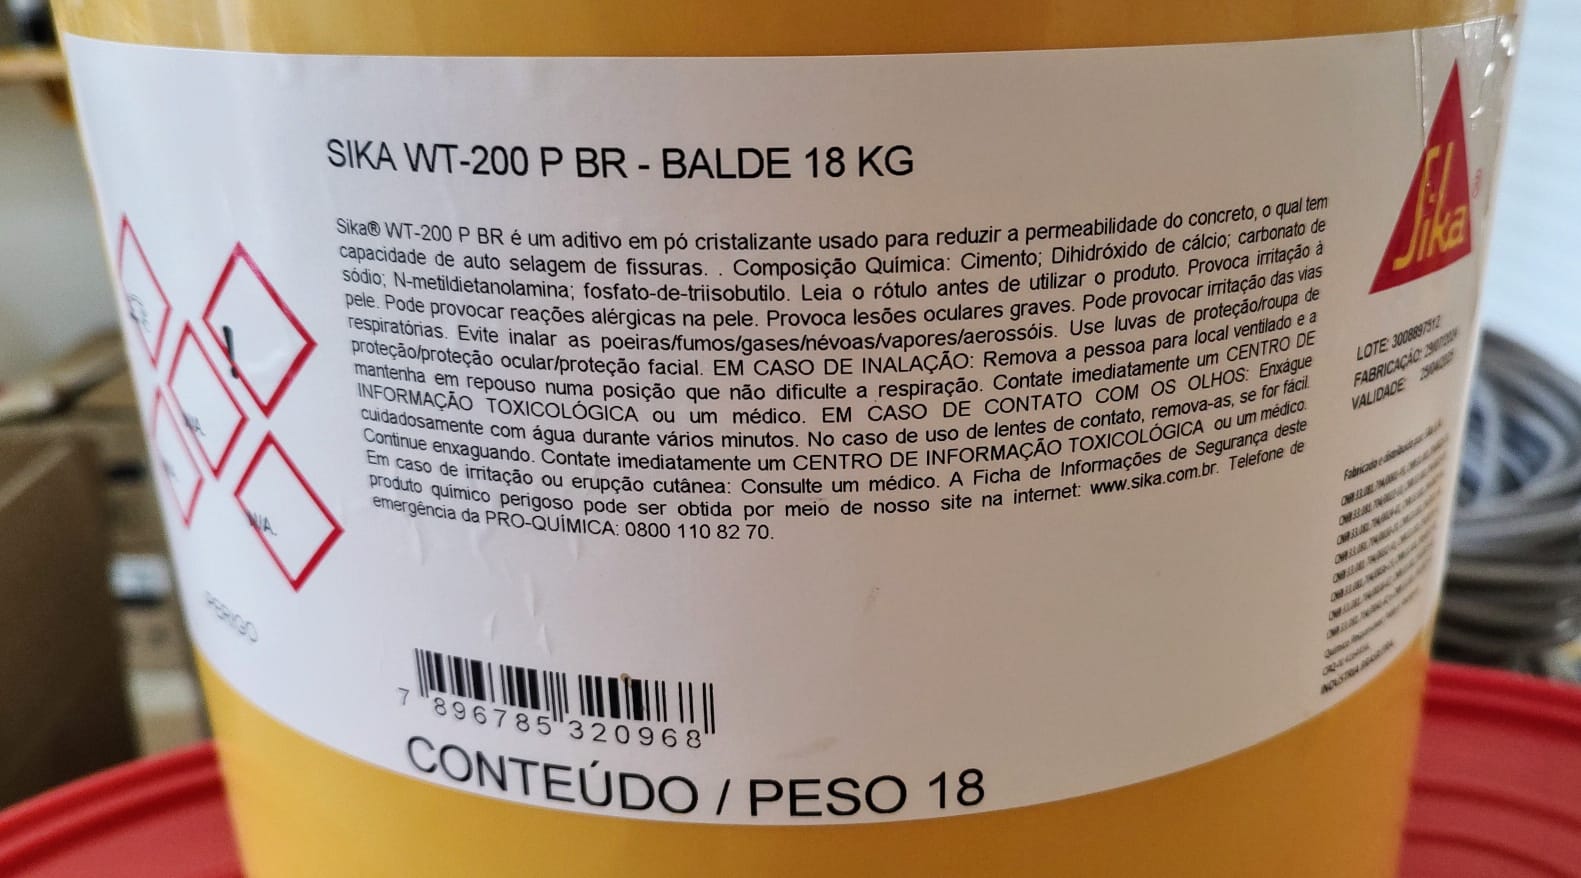 SIKA WT-200 P BR - BALDE 18 KG
Sika® WT-200 P BR é um aditivo em pó cristalizante usado para reduzir a permeabilidade do concreto, o qual tem
capacidade de auto selagem de fissuras. . Composição Química: Cimento; Dihidróxido de cálcio; carbonato de
sódio; N-metildietanolamina; fosfato-de-triisobutilo. Leia o rótulo antes de utilizar o produto. Provoca irritação à
pele. Pode provocar reações alérgicas na pele. Provoca lesões oculares graves. Pode provocar irritação das vias
respiratórias. Evite inalar as poeiras/fumos/gases/névoas/vapores/aerossóis. Use luvas de proteção/roupa de
proteção/proteção ocular/proteção facial. EM CASO DE INALAÇÃO: Remova a pessoa para local ventilado e a
mantenha em repouso numa posição que não dificulte a respiração. Contate imediatamente um CENTRO DE
INFORMAÇÃO TOXICOLÓGICA ou um médico. EM CASO DE CONTATO COM OS OLHOS: Enxágue
cuidadosamente com água durante vários minutos. No caso de uso de lentes de contato, remova-as, se for fácil.
Continue enxaguando. Contate imediatamente um CENTRO DE INFORMAÇÃO TOXICOLÓGICA ou um médico.
Em caso de irritação ou erupção cutânea: Consulte um médico. A Ficha de Informações de Segurança deste
produto químico perigoso pode ser obtida por meio de nosso site na internet: www.sika.com.br. Telefone de
emergência da PRO-QUÍMICA: 0800 110 82 70.
Sika®
LOTE: 3008897512
FABRICAÇÃO:
VALIDADE:
N/A.
PERIGO
7 896785 320968
CONTEÚDO / PESO 18